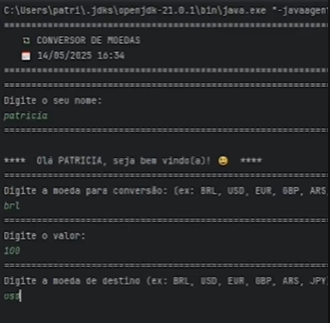 C:\Users\patri\.jdks\openjdk-21.0.1\bin\java.exe "-javaagen
CONVERSOR DE MOEDAS
14/05/2025 16:34
Digite o seu nome:
patricia
**** Olá PATRICIA, seja bem vindo(a)! 😃 ****
Digite a moeda para conversão: (ex: BRL, USD, EUR, GBP, ARS,
brl
Digite o valor:
100
Digite a moeda de destino (ex: BRL, USD, EUR, GBP, ARS, JPY
usd